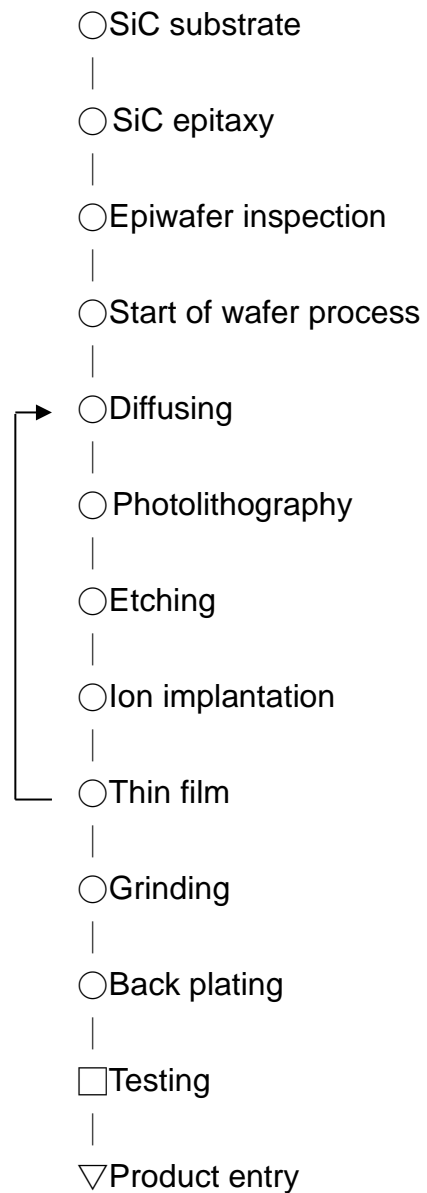 SiC substrate
SiC epitaxy
Epiwafer inspection
Start of wafer process
Diffusing
Photolithography
Etching
Ion implantation
Thin film
Grinding
Back plating
Testing
Product entry